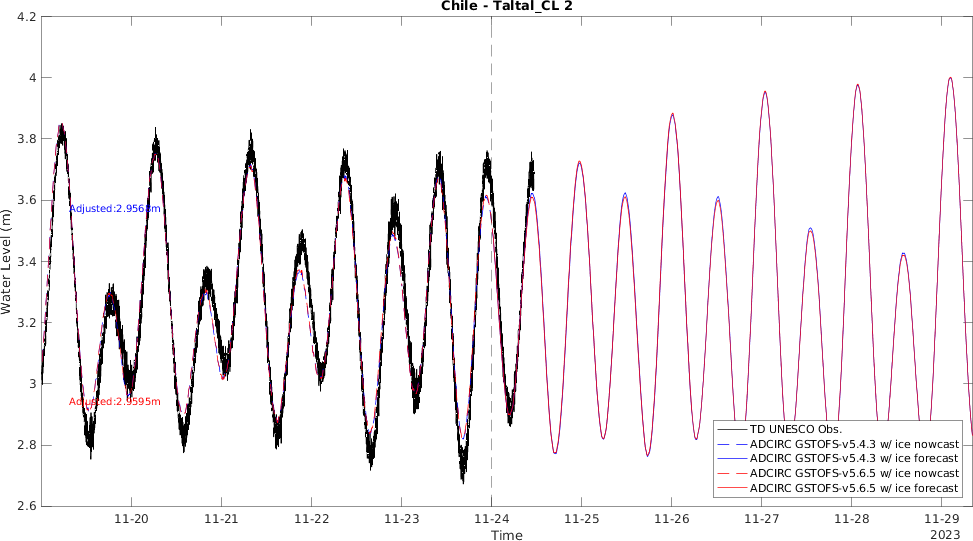 Chile - Taltal_CL 2
4.2
4
3.8
3.6
3.4
3.2
3
2.8
2.6
Water Level (m)
Adjusted:2.9568m
Adjusted:2.9595m
TD UNESCO Obs.
ADCIRC GSTOFS-v5.4.3 w/ ice nowcast
ADCIRC GSTOFS-v5.4.3 w/ ice forecast
ADCIRC GSTOFS-v5.6.5 w/ ice nowcast
ADCIRC GSTOFS-v5.6.5 w/ ice forecast
11-20 11-21 11-22 11-23 11-24 11-25 11-26 11-27 11-28 11-29
2023
Time